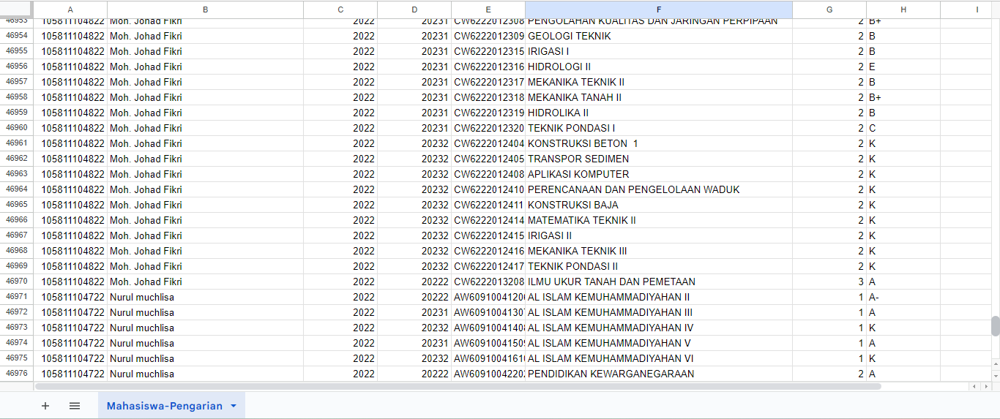 A B C D E F G H I
46953 105811104822 Moh. Johad Fikri 2022 20231 CW6222012308 PENGOLAHAN KUALITAS DAN JARINGAN PERPIPAAN 2 B+
46954 105811104822 Moh. Johad Fikri 2022 20231 CW6222012309 GEOLOGI TEKNIK 2 B
46955 105811104822 Moh. Johad Fikri 2022 20231 CW6222012315 IRIGASI I 2 B
46956 105811104822 Moh. Johad Fikri 2022 20231 CW6222012316 HIDROLOGI II 2 E
46957 105811104822 Moh. Johad Fikri 2022 20231 CW6222012317 MEKANIKA TEKNIK II 2 B
46958 105811104822 Moh. Johad Fikri 2022 20231 CW6222012318 MEKANIKA TANAH II 2 B+
46959 105811104822 Moh. Johad Fikri 2022 20231 CW6222012319 HIDROLIKA II 2 B
46960 105811104822 Moh. Johad Fikri 2022 20231 CW6222012320 TEKNIK PONDASI I 2 C
46961 105811104822 Moh. Johad Fikri 2022 20232 CW6222012404 KONSTRUKSI BETON  1 2 K
46962 105811104822 Moh. Johad Fikri 2022 20232 CW6222012405 TRANSPOR SEDIMEN 2 K
46963 105811104822 Moh. Johad Fikri 2022 20232 CW6222012408 APLIKASI KOMPUTER 2 K
46964 105811104822 Moh. Johad Fikri 2022 20232 CW6222012410 PERENCANAAN DAN PENGELOLAAN WADUK 2 K
46965 105811104822 Moh. Johad Fikri 2022 20232 CW6222012411 KONSTRUKSI BAJA 2 K
46966 105811104822 Moh. Johad Fikri 2022 20232 CW6222012414 MATEMATIKA TEKNIK II 2 K
46967 105811104822 Moh. Johad Fikri 2022 20232 CW6222012415 IRIGASI II 2 K
46968 105811104822 Moh. Johad Fikri 2022 20232 CW6222012416 MEKANIKA TEKNIK III 2 K
46969 105811104822 Moh. Johad Fikri 2022 20232 CW6222012417 TEKNIK PONDASI II 2 K
46970 105811104822 Moh. Johad Fikri 2022 20222 CW6222013208 ILMU UKUR TANAH DAN PEMETAAN 3 A
46971 105811104722 Nurul muchlisa 2022 20222 AL ISLAM KEMUHAMMADIYAHAN II 1 A-
46972 105811104722 Nurul muchlisa 2022 20231 AL ISLAM KEMUHAMMADIYAHAN III 1 A
46973 105811104722 Nurul muchlisa 2022 20232 AL ISLAM KEMUHAMMADIYAHAN IV 1 K
46974 105811104722 Nurul muchlisa 2022 20231 AL ISLAM KEMUHAMMADIYAHAN V 1 A
46975 105811104722 Nurul muchlisa 2022 20232 AL ISLAM KEMUHAMMADIYAHAN VI 1 K
46976 105811104722 Nurul muchlisa 2022 20222 PENDIDIKAN KEWARGANEGARAAN 2 A
Mahasiswa-Pengarian